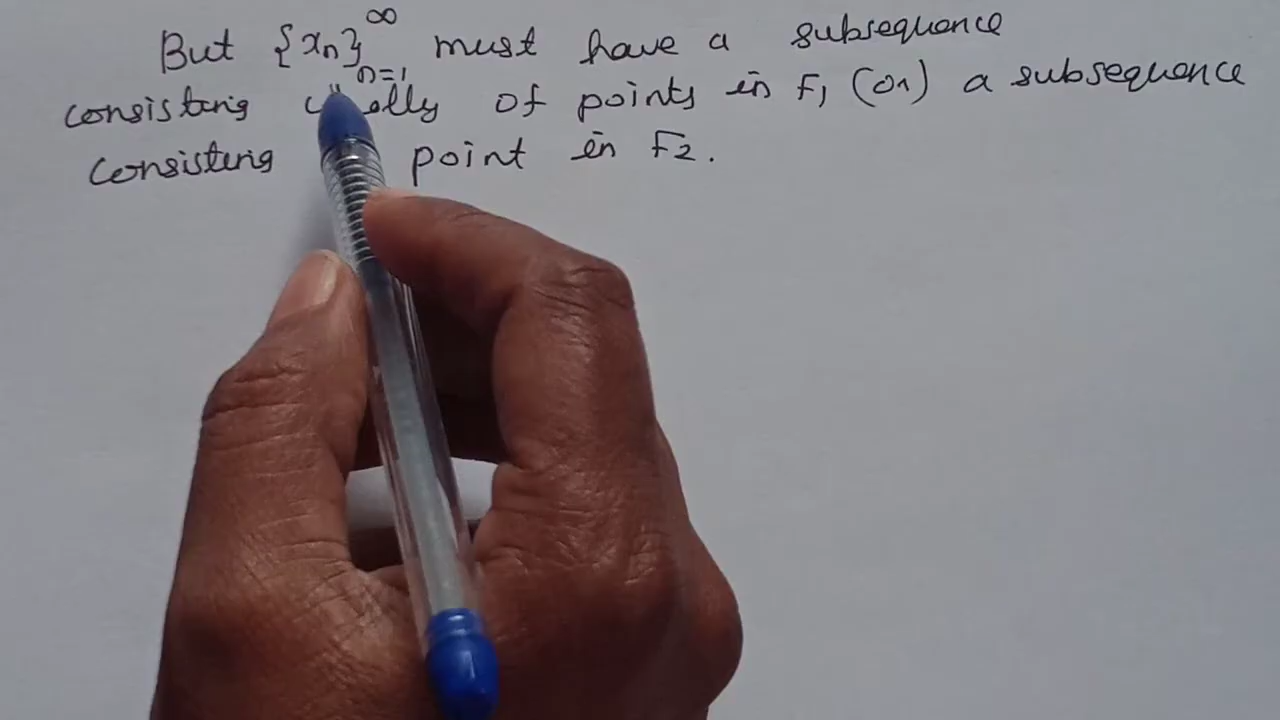 But {xn}∞n=1 must have a subsequence
consisting of points in F1 (or) a subsequence
consisting point in F2.